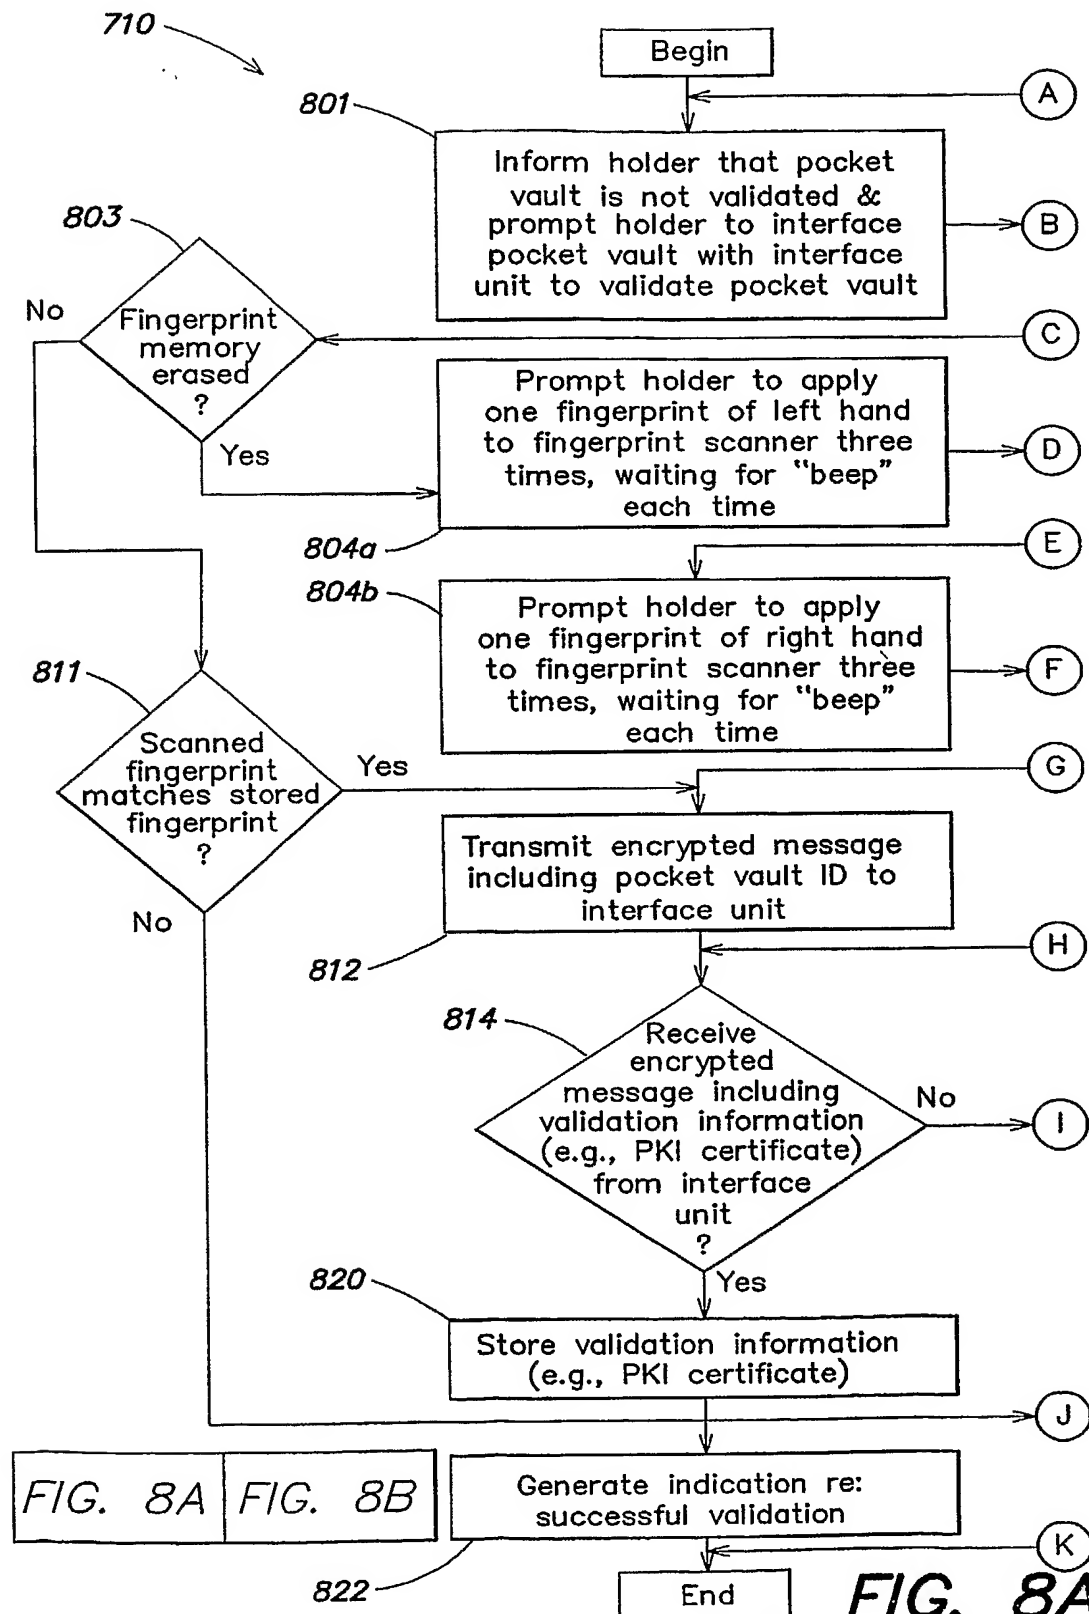 710
Begin
A
801
Inform holder that pocket
vault is not validated &
prompt holder to interface
pocket vault with interface
unit to validate pocket vault
B
803
No
Fingerprint
memory
erased
?
Yes
C
Prompt holder to apply
one fingerprint of left hand
to fingerprint scanner three
times, waiting for "beep"
each time
D
804a
E
804b
Prompt holder to apply
one fingerprint of right hand
to fingerprint scanner three
times, waiting for "beep"
each time
F
811
Scanned
fingerprint
matches stored
fingerprint
?
Yes
No
G
Transmit encrypted message
including pocket vault ID to
interface unit
812
H
814
Receive
encrypted
message including
validation information
(e.g., PKI certificate)
from interface
unit
?
No
I
Yes
820
Store validation information
(e.g., PKI certificate)
J
FIG. 8A FIG. 8B
Generate indication re:
successful validation
822
K
End
FIG. 8A